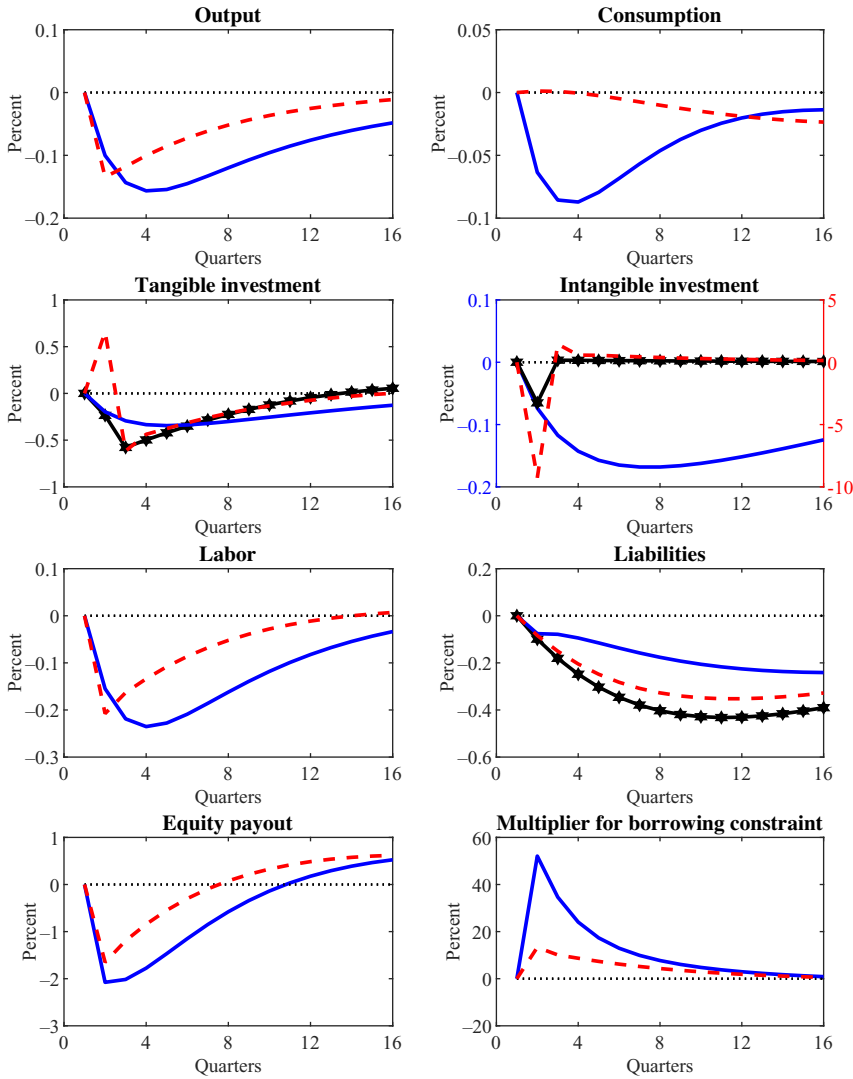 Output
Consumption
0.1
0
−0.1
−0.2
Percent
0 4 8 12 16
Quarters
0.05
0
−0.05
−0.1
Percent
0 4 8 12 16
Quarters
Tangible investment
Intangible investment
1
0.5
0
−0.5
−1
Percent
0 4 8 12 16
Quarters
0.1
0
−0.1
−0.2
Percent
5
0
-5
-10
0 4 8 12 16
Quarters
Labor
Liabilities
0.1
0
−0.1
−0.2
−0.3
Percent
0 4 8 12 16
Quarters
0.2
0
−0.2
−0.4
−0.6
Percent
0 4 8 12 16
Quarters
Equity payout
Multiplier for borrowing constraint
1
0
−1
−2
−3
Percent
0 4 8 12 16
Quarters
60
40
20
0
−20
Percent
0 4 8 12 16
Quarters